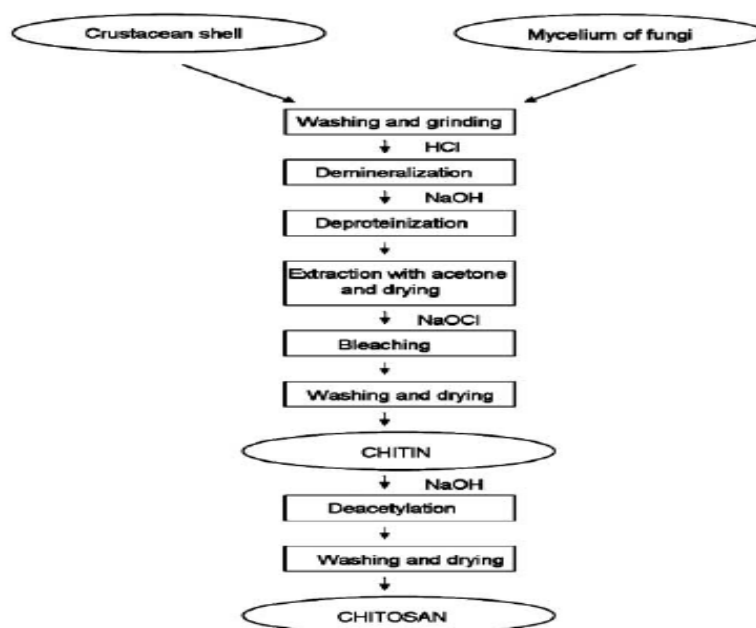 Crustacean shell
Mycelium of fungi
Washing and grinding
HCl
Demineralization
NaOH
Deproteinization
Extraction with acetone
and drying
NaOCl
Bleaching
Washing and drying
CHITIN
NaOH
Deacetylation
Washing and drying
CHITOSAN